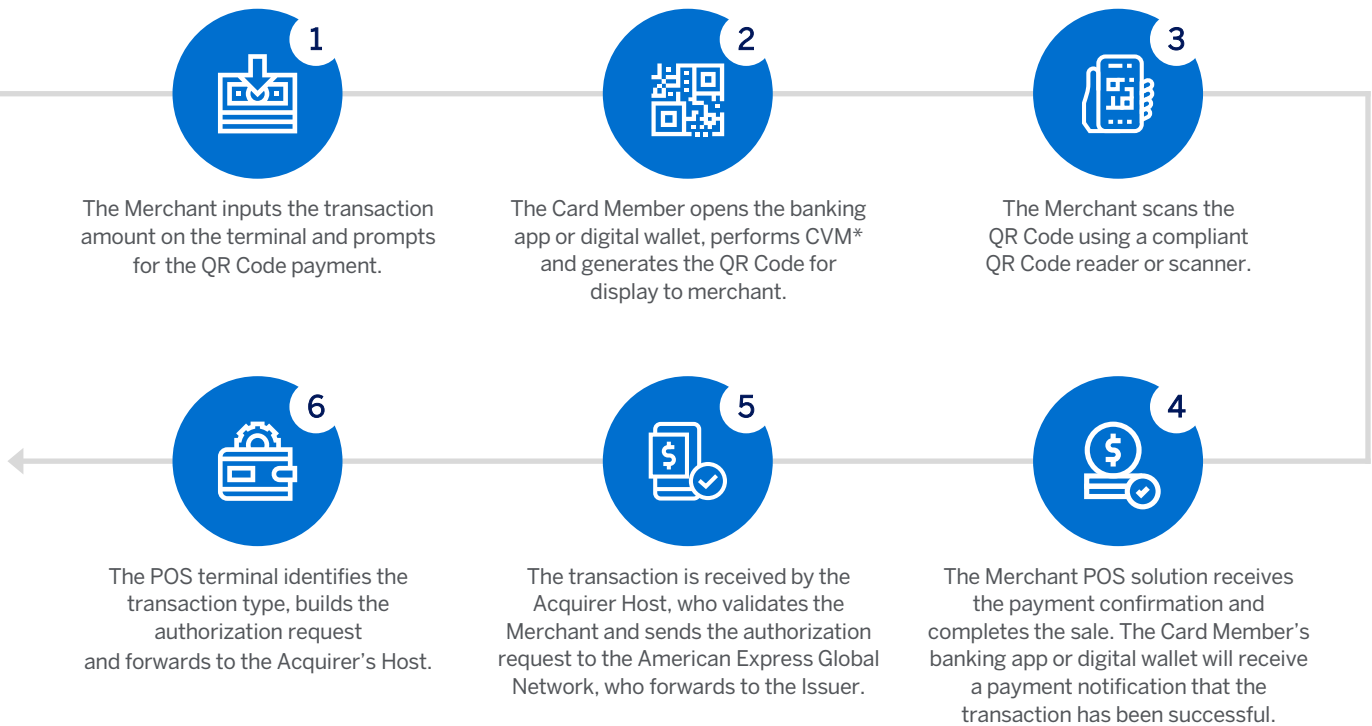 1
The Merchant inputs the transaction
amount on the terminal and prompts
for the QR Code payment.
2
The Card Member opens the banking
app or digital wallet, performs CVM*
and generates the QR Code for
display to merchant.
3
The Merchant scans the
QR Code using a compliant
QR Code reader or scanner.
4
$
The Merchant POS solution receives
the payment confirmation and
completes the sale. The Card Member’s
banking app or digital wallet will receive
a payment notification that the
transaction has been successful.
5
$
The transaction is received by the
Acquirer Host, who validates the
Merchant and sends the authorization
request to the American Express Global
Network, who forwards to the Issuer.
6
The POS terminal identifies the
transaction type, builds the
authorization request
and forwards to the Acquirer’s Host.